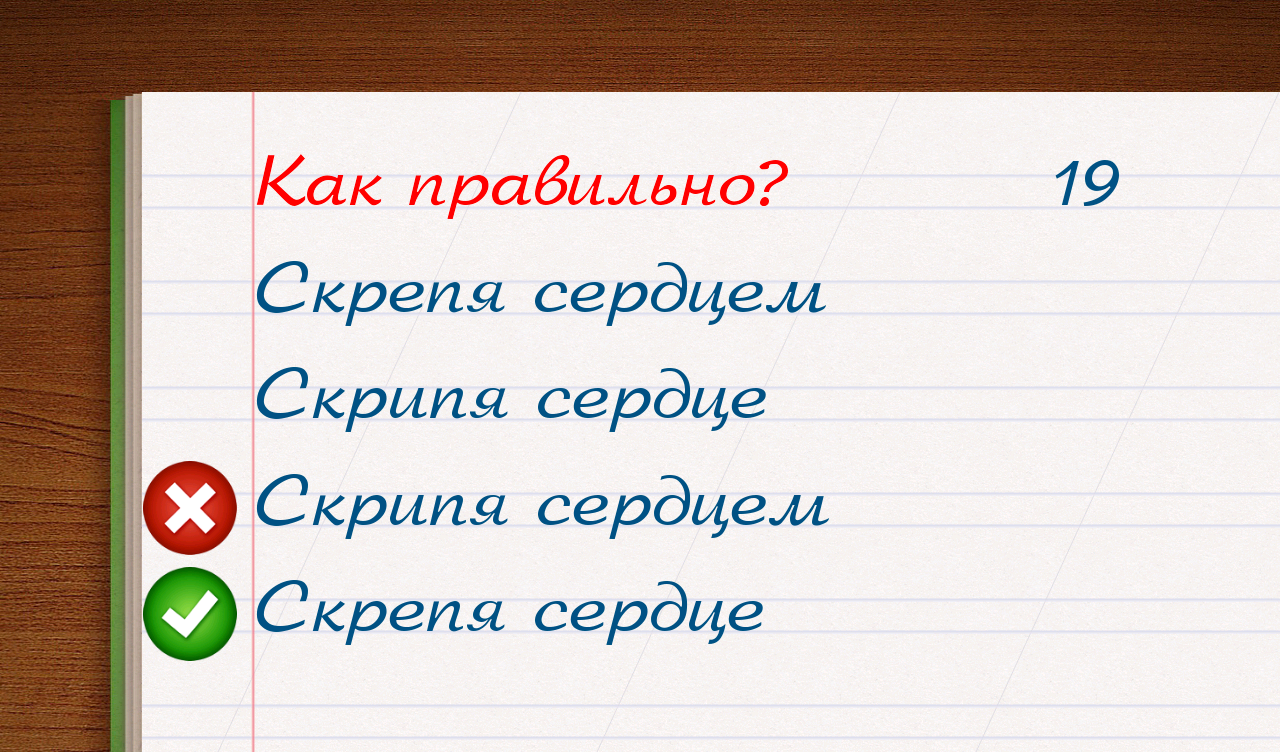 Как правильно? 19
Скрепя сердцем
Скрипя сердце
Скрипя сердцем
Скрепя сердце